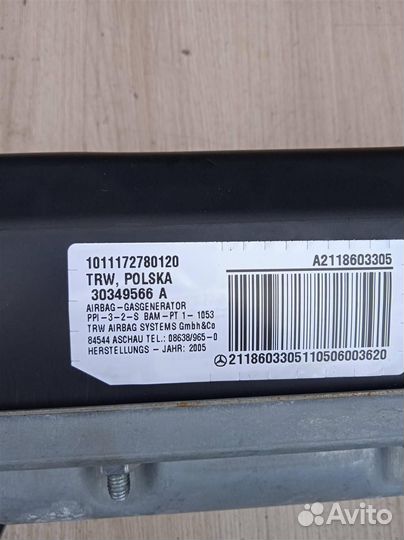 1011172780120
A2118603305
TRW, POLSKA
30349566 A
AIRBAG-GASGENERATOR
PPI-3-2-S BAM-PT 1- 1053
TRW AIRBAG SYSTEMS GmbH&Co
84544 ASCHAU TEL.: 08638/965-0
HERSTELLUNGS - JAHR: 2005
2118603305110506003620
Avito